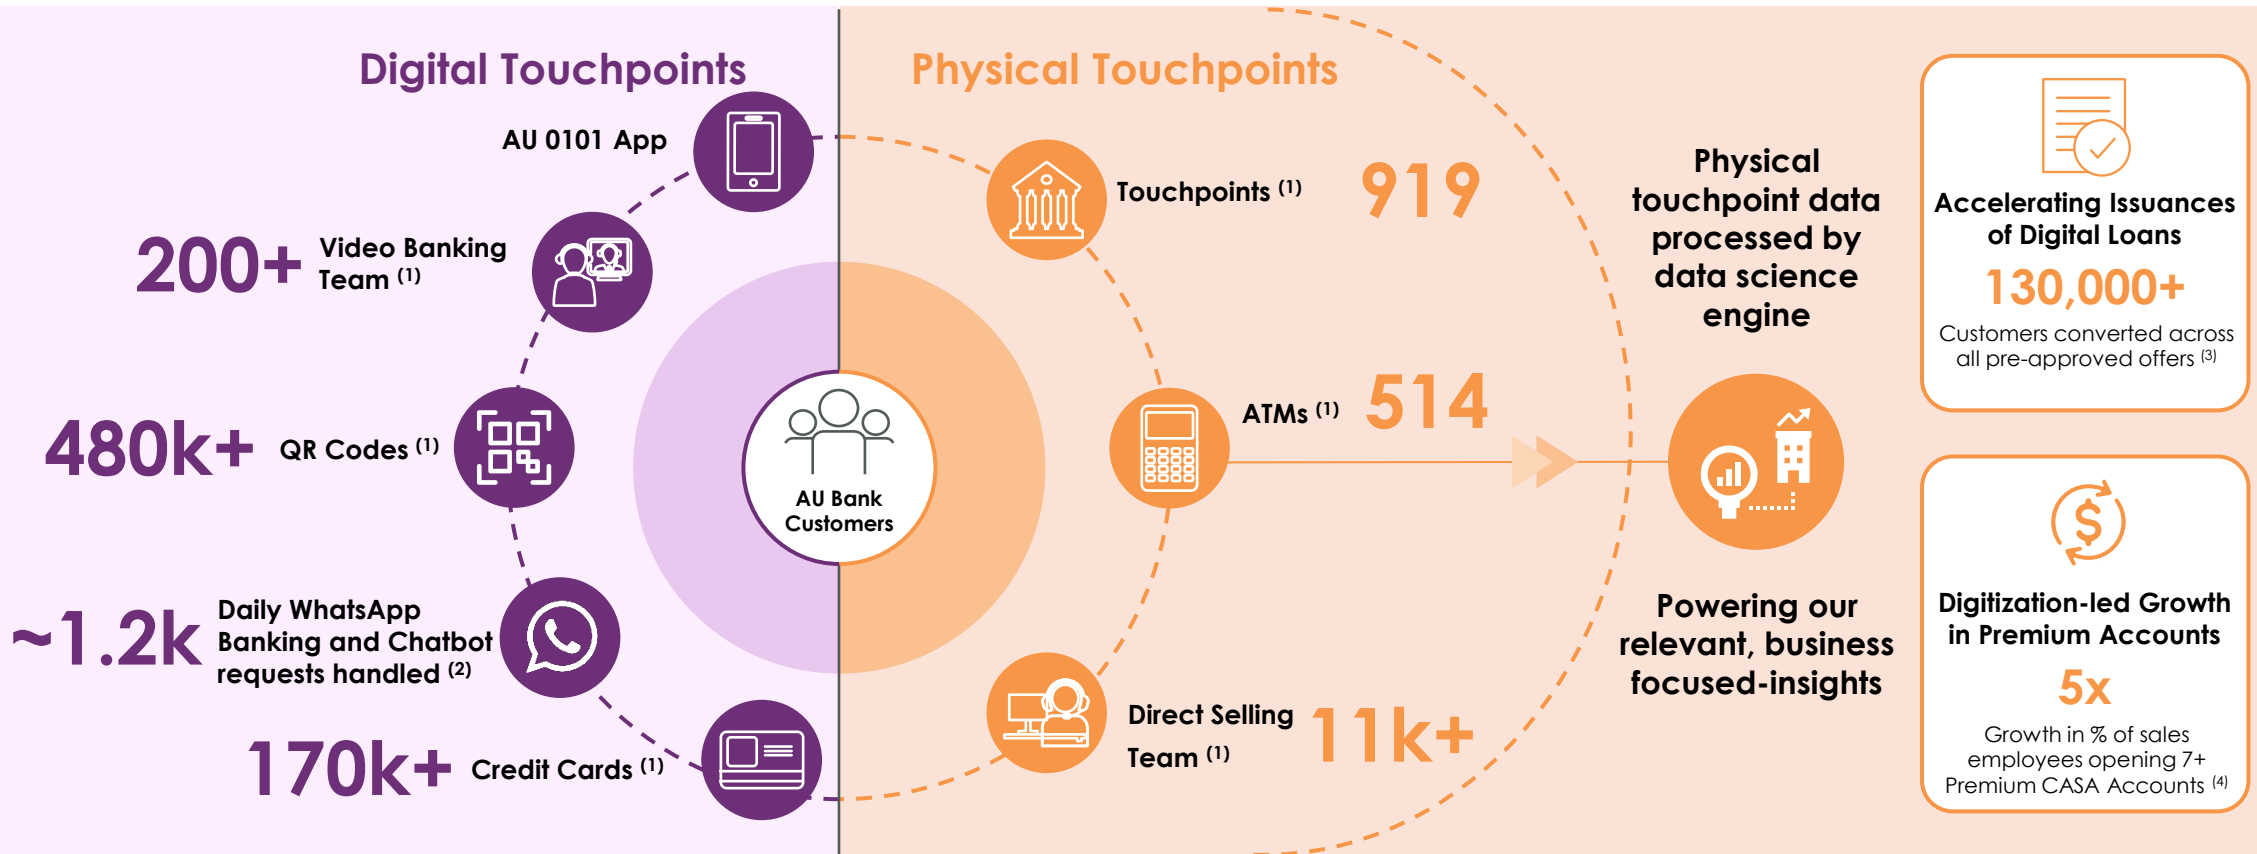 Digital Touchpoints
AU 0101 App
200+
Video Banking
Team (1)
480k+
QR Codes (1)
~1.2k
Daily WhatsApp
Banking and Chatbot
requests handled (2)
170k+
Credit Cards (1)
AU Bank
Customers
Physical Touchpoints
Touchpoints (1)
919
ATMs (1)
514
Direct Selling
Team (1)
11k+
Physical
touchpoint data
processed by
data science
engine
Powering our
relevant, business
focused-insights
Accelerating Issuances
of Digital Loans
130,000+
Customers converted across
all pre-approved offers (3)
$
Digitization-led Growth
in Premium Accounts
5x
Growth in % of sales
employees opening 7+
Premium CASA Accounts (4)